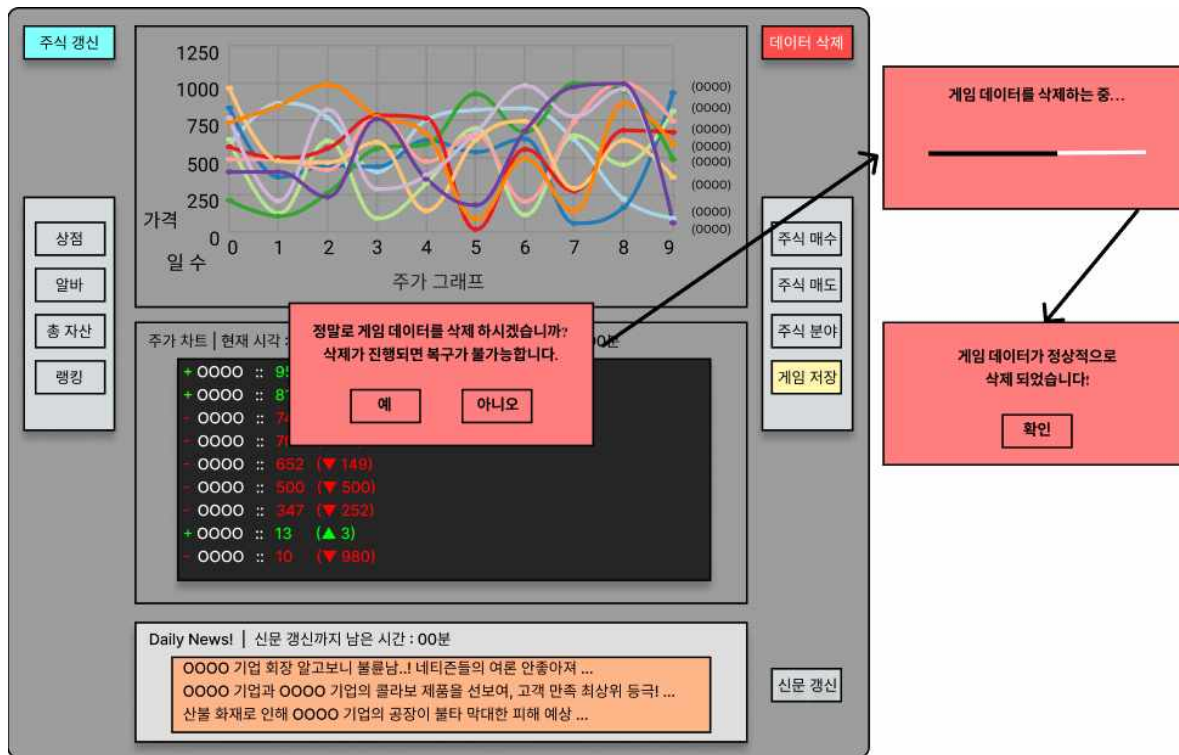 주식 갱신
데이터 삭제
1250
1000
750
500
250
0
가격
일 수
0 1 2 3 4 5 6 7 8 9
주가 그래프
(0000)
(0000)
(0000)
(0000)
(0000)
(0000)
(0000)
(0000)
상점
알바
총 자산
랭킹
주식 매수
주식 매도
주식 분야
게임 저장
주가 차트 | 현재 시각 :
정말로 게임 데이터를 삭제 하시겠습니까?
삭제가 진행되면 복구가 불가능합니다.
예
아니오
+ OOOO ::
+ OOOO ::
- OOOO ::
- OOOO ::
- OOOO :: 652 (▼ 149)
- OOOO :: 500 (▼ 500)
- OOOO :: 347 (▼ 252)
+ OOOO :: 13 (▲ 3)
- OOOO :: 10 (▼ 980)
Daily News! | 신문 갱신까지 남은 시간 : 00분
OOOO 기업 회장 알고보니 불륜남..! 네티즌들의 여론 안좋아져 ...
OOOO 기업과 OOOO 기업의 콜라보 제품을 선보여, 고객 만족 최상위 등극! ...
산불 화재로 인해 OOOO 기업의 공장이 불타 막대한 피해 예상 ...
신문 갱신
게임 데이터를 삭제하는 중...
게임 데이터가 정상적으로
삭제 되었습니다!
확인